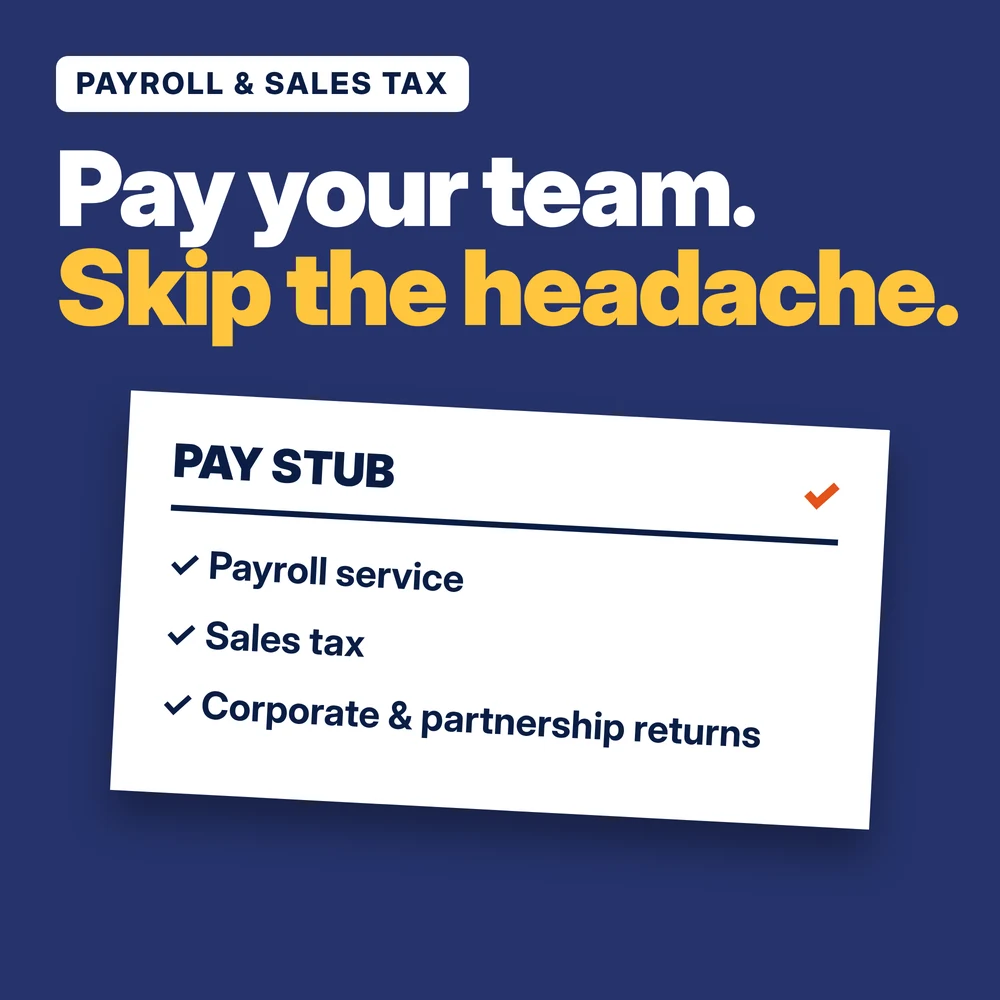 PAYROLL & SALES TAX
Pay your team.
Skip the headache.
PAY STUB
Payroll service
Sales tax
Corporate & partnership returns